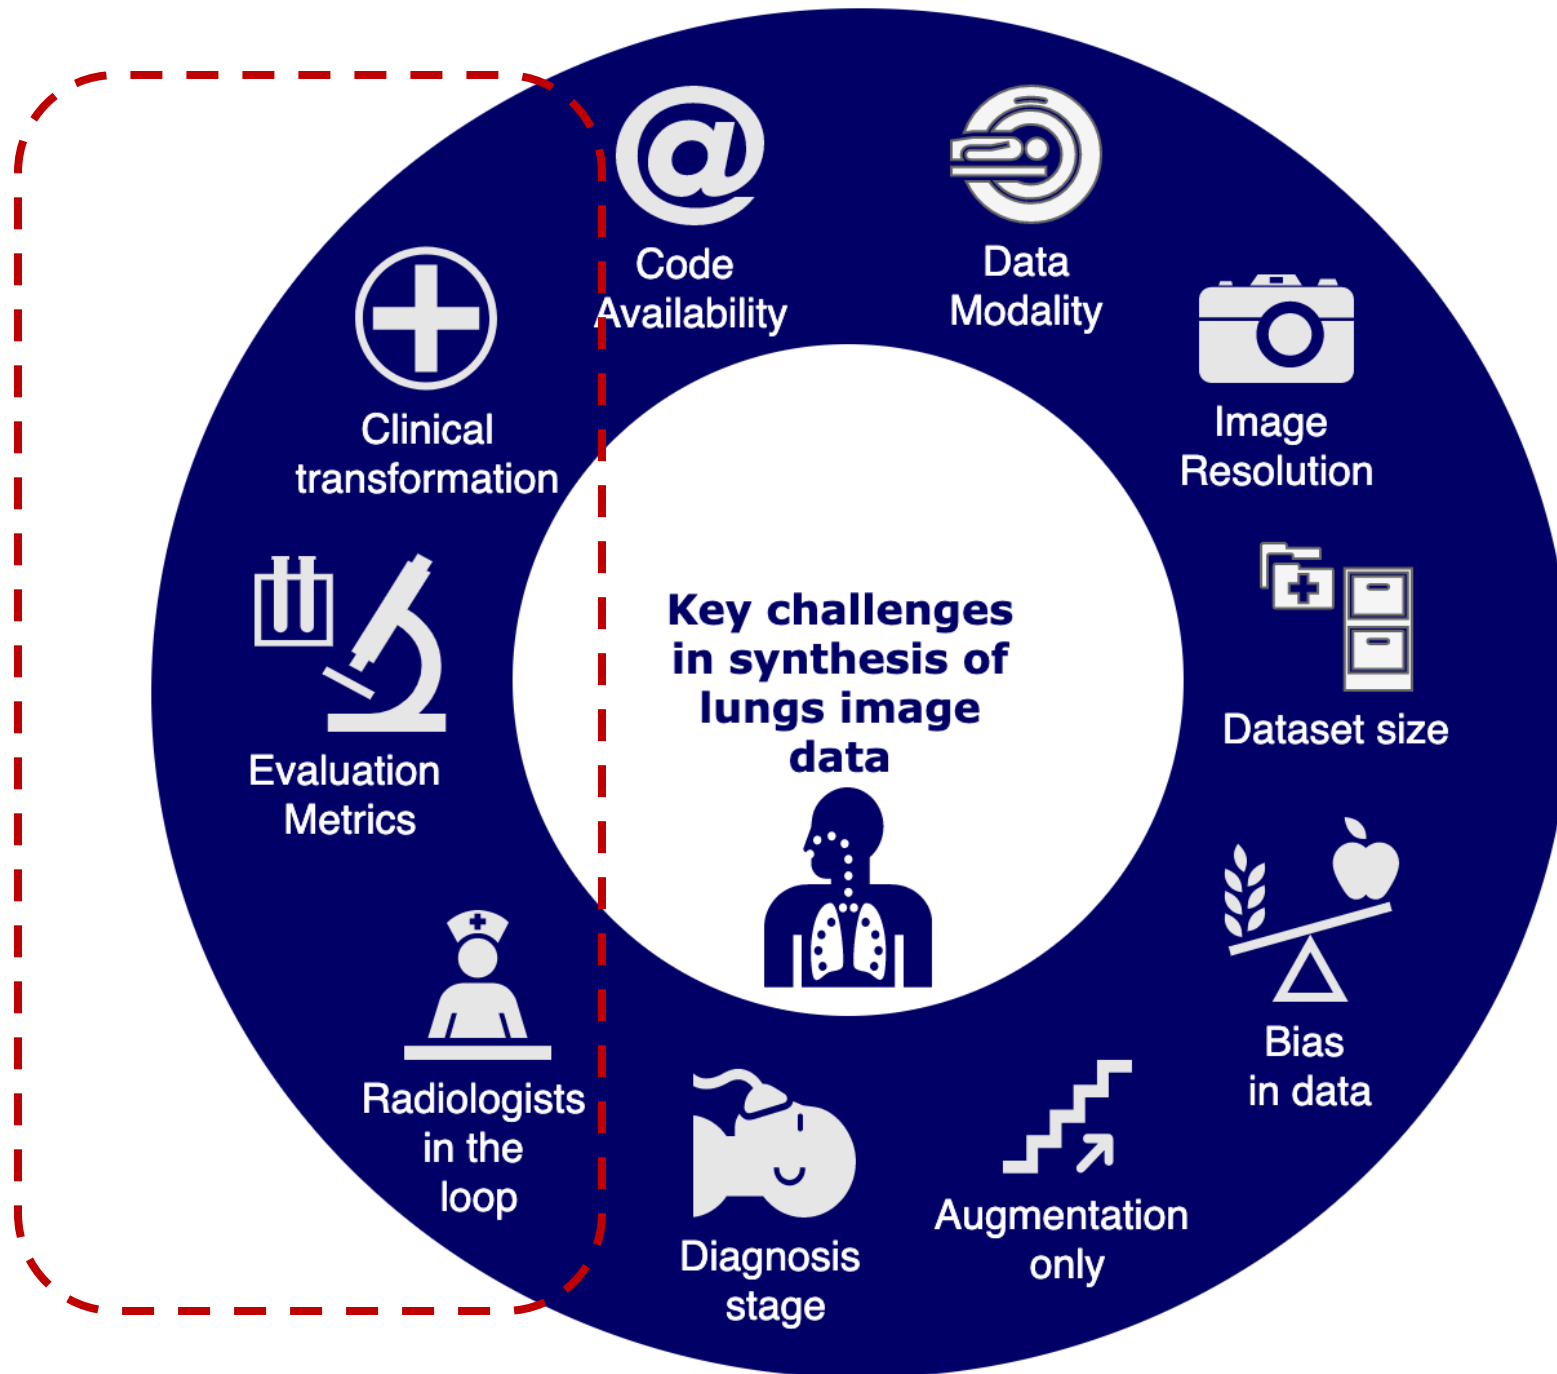 Key challenges
in synthesis of
lungs image
data
Code
Availability
Data
Modality
Image
Resolution
Dataset size
Bias
in data
Augmentation
only
Diagnosis
stage
Radiologists
in the
loop
Evaluation
Metrics
Clinical
transformation